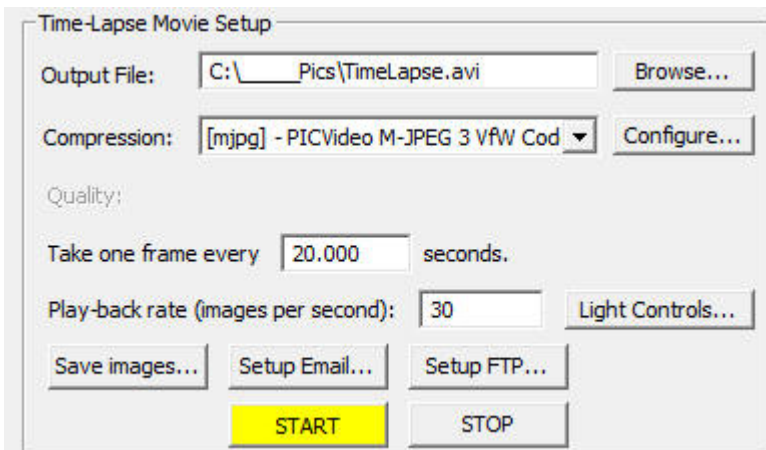 Time-Lapse Movie Setup
Output File: C:\_____Pics\TimeLapse.avi Browse...
Compression: [mjpg] - PICVideo M-JPEG 3 VfW Cod Configure...
Quality:
Take one frame every 20.000 seconds.
Play-back rate (images per second): 30 Light Controls...
Save images... Setup Email... Setup FTP...
START STOP